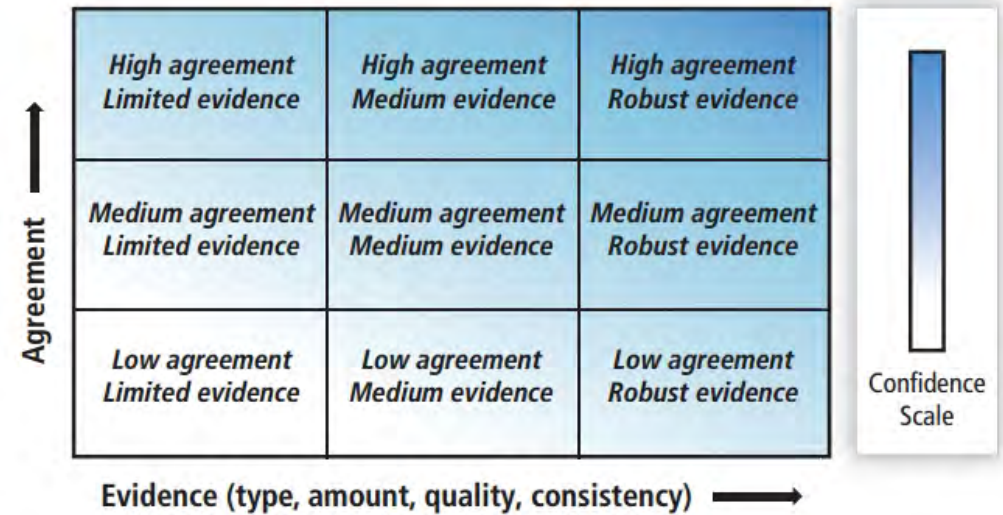 High agreement
Limited evidence
High agreement
Medium evidence
High agreement
Robust evidence
Medium agreement
Limited evidence
Medium agreement
Medium evidence
Medium agreement
Robust evidence
Low agreement
Limited evidence
Low agreement
Medium evidence
Low agreement
Robust evidence
Agreement
Evidence (type, amount, quality, consistency)
Confidence
Scale